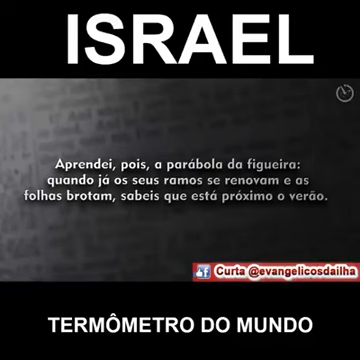 ISRAEL
Aprendei, pois, a parábola da figueira:
quando já os seus ramos se renovam e as
folhas brotam, sabeis que está próximo o verão.
Curta @evangelicosdailha
TERMÔMETRO DO MUNDO